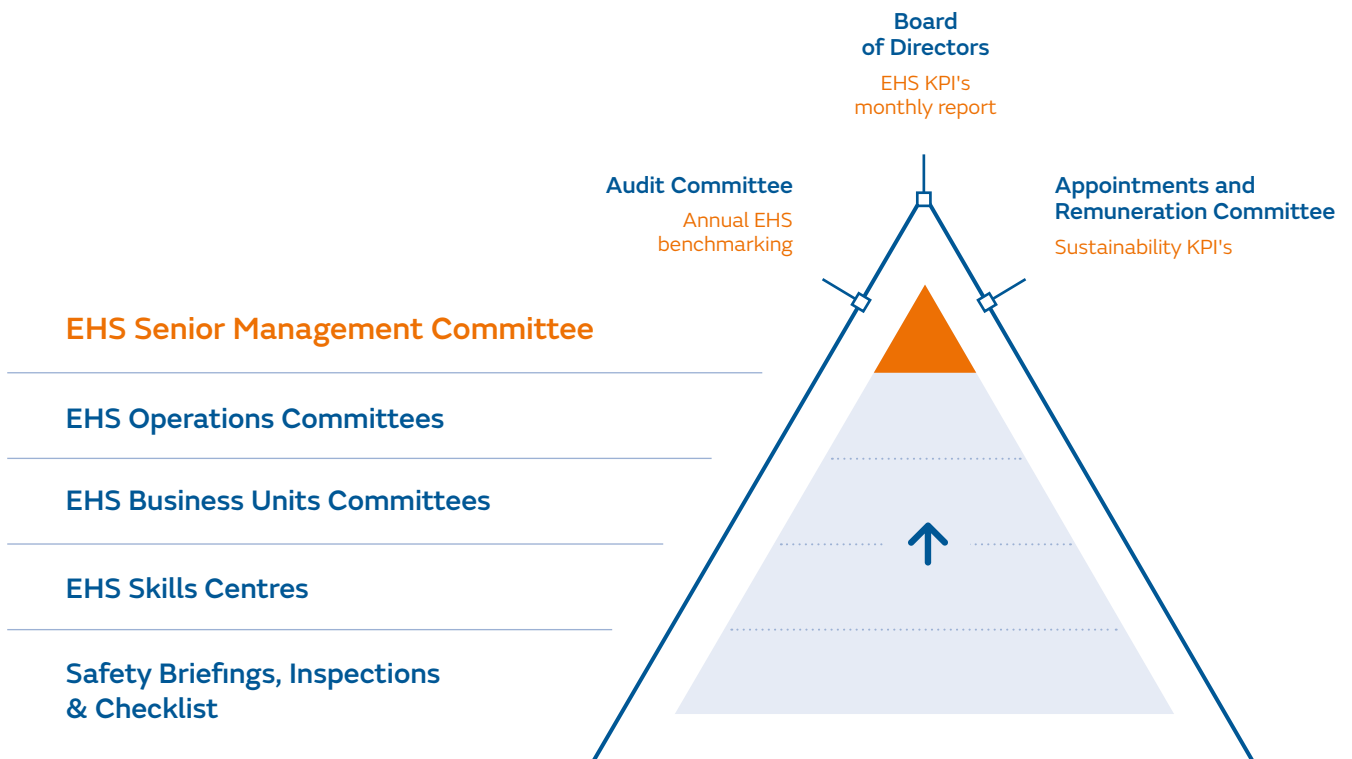 Board
of Directors
EHS KPI's
monthly report
Audit Committee
Annual EHS
benchmarking
Appointments and
Remuneration Committee
Sustainability KPI's
EHS Senior Management Committee
EHS Operations Committees
EHS Business Units Committees
EHS Skills Centres
Safety Briefings, Inspections
& Checklist